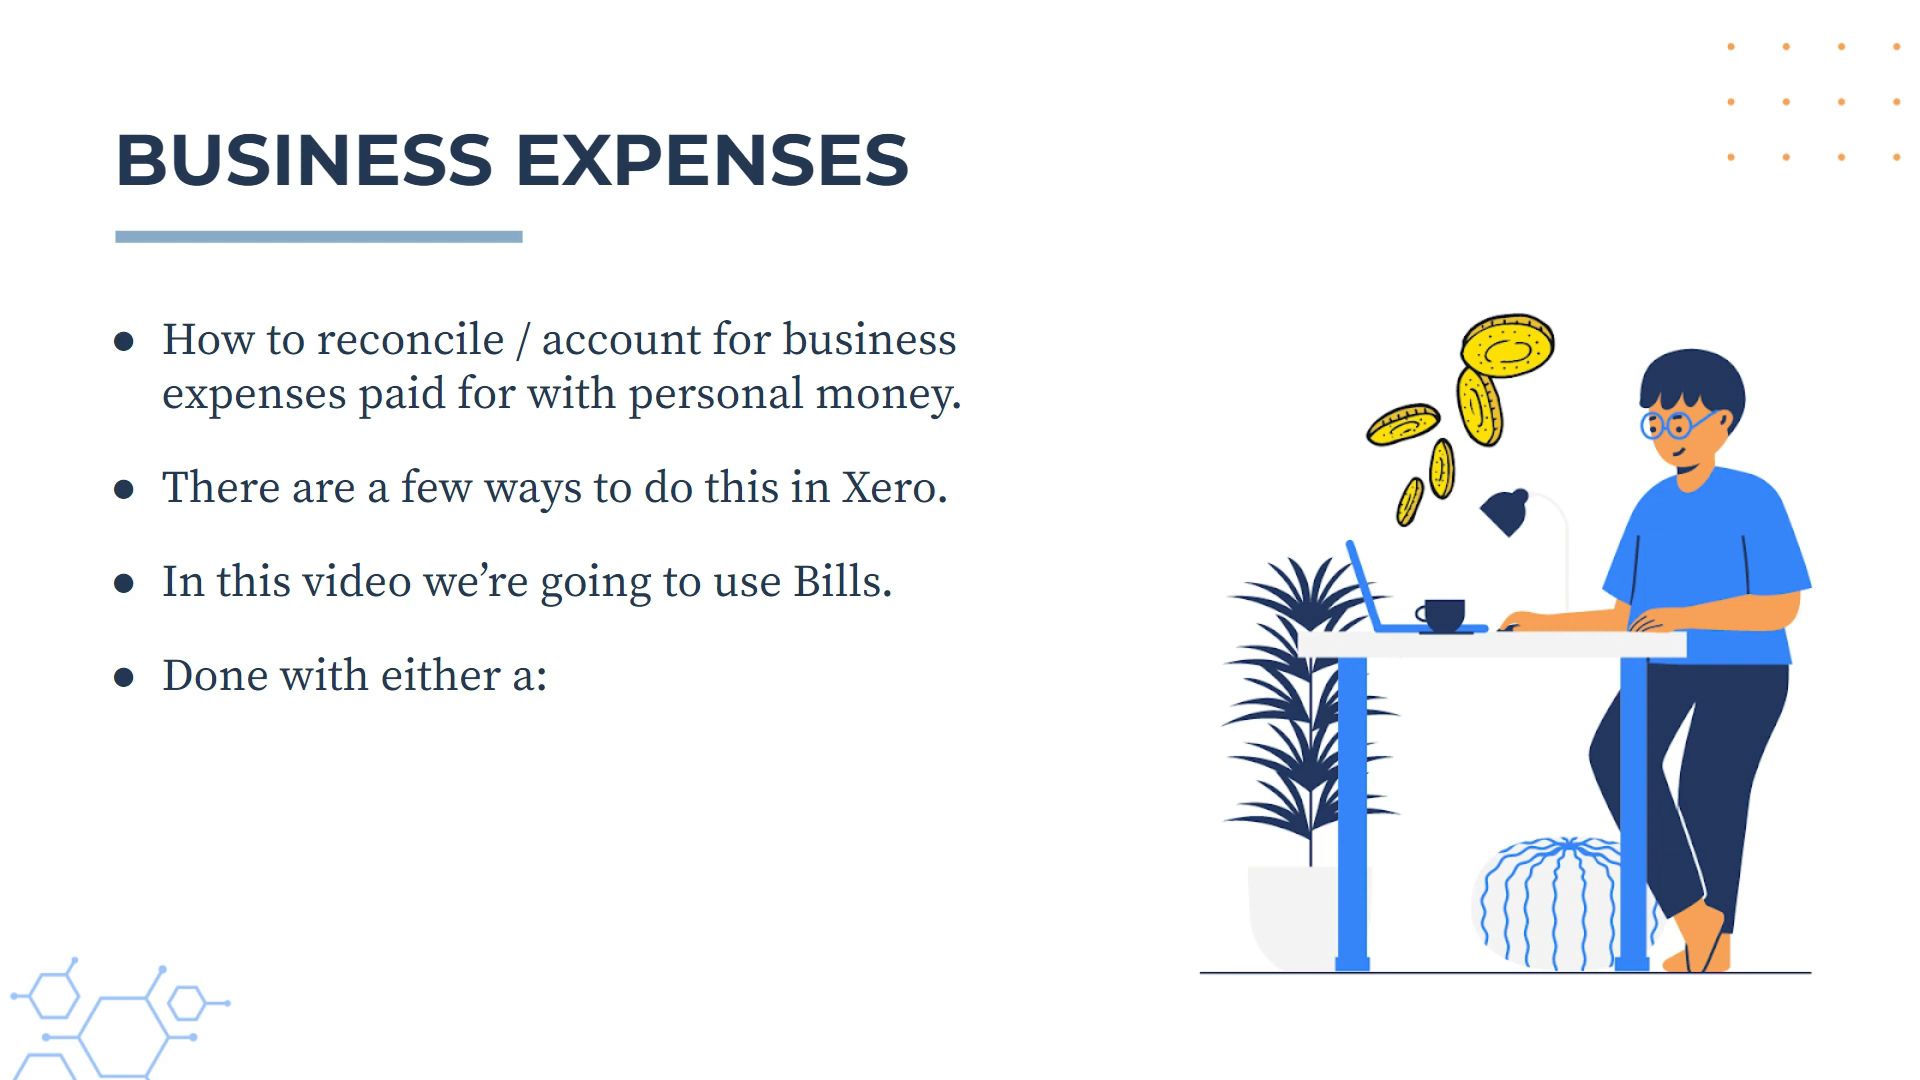 BUSINESS EXPENSES
● How to reconcile / account for business
expenses paid for with personal money.
● There are a few ways to do this in Xero.
● In this video we’re going to use Bills.
● Done with either a: